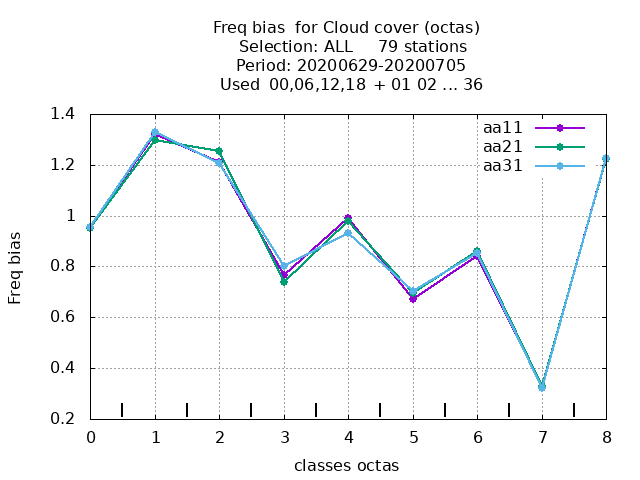 Freq bias  for Cloud cover (octas)
Selection: ALL     79 stations
Period: 20200629-20200705
Used  00,06,12,18  + 01 02 ... 36
aa11
aa21
aa31
1.4
1.2
1
0.8
0.6
0.4
0.2
Freq bias
0 1 2 3 4 5 6 7 8
classes octas